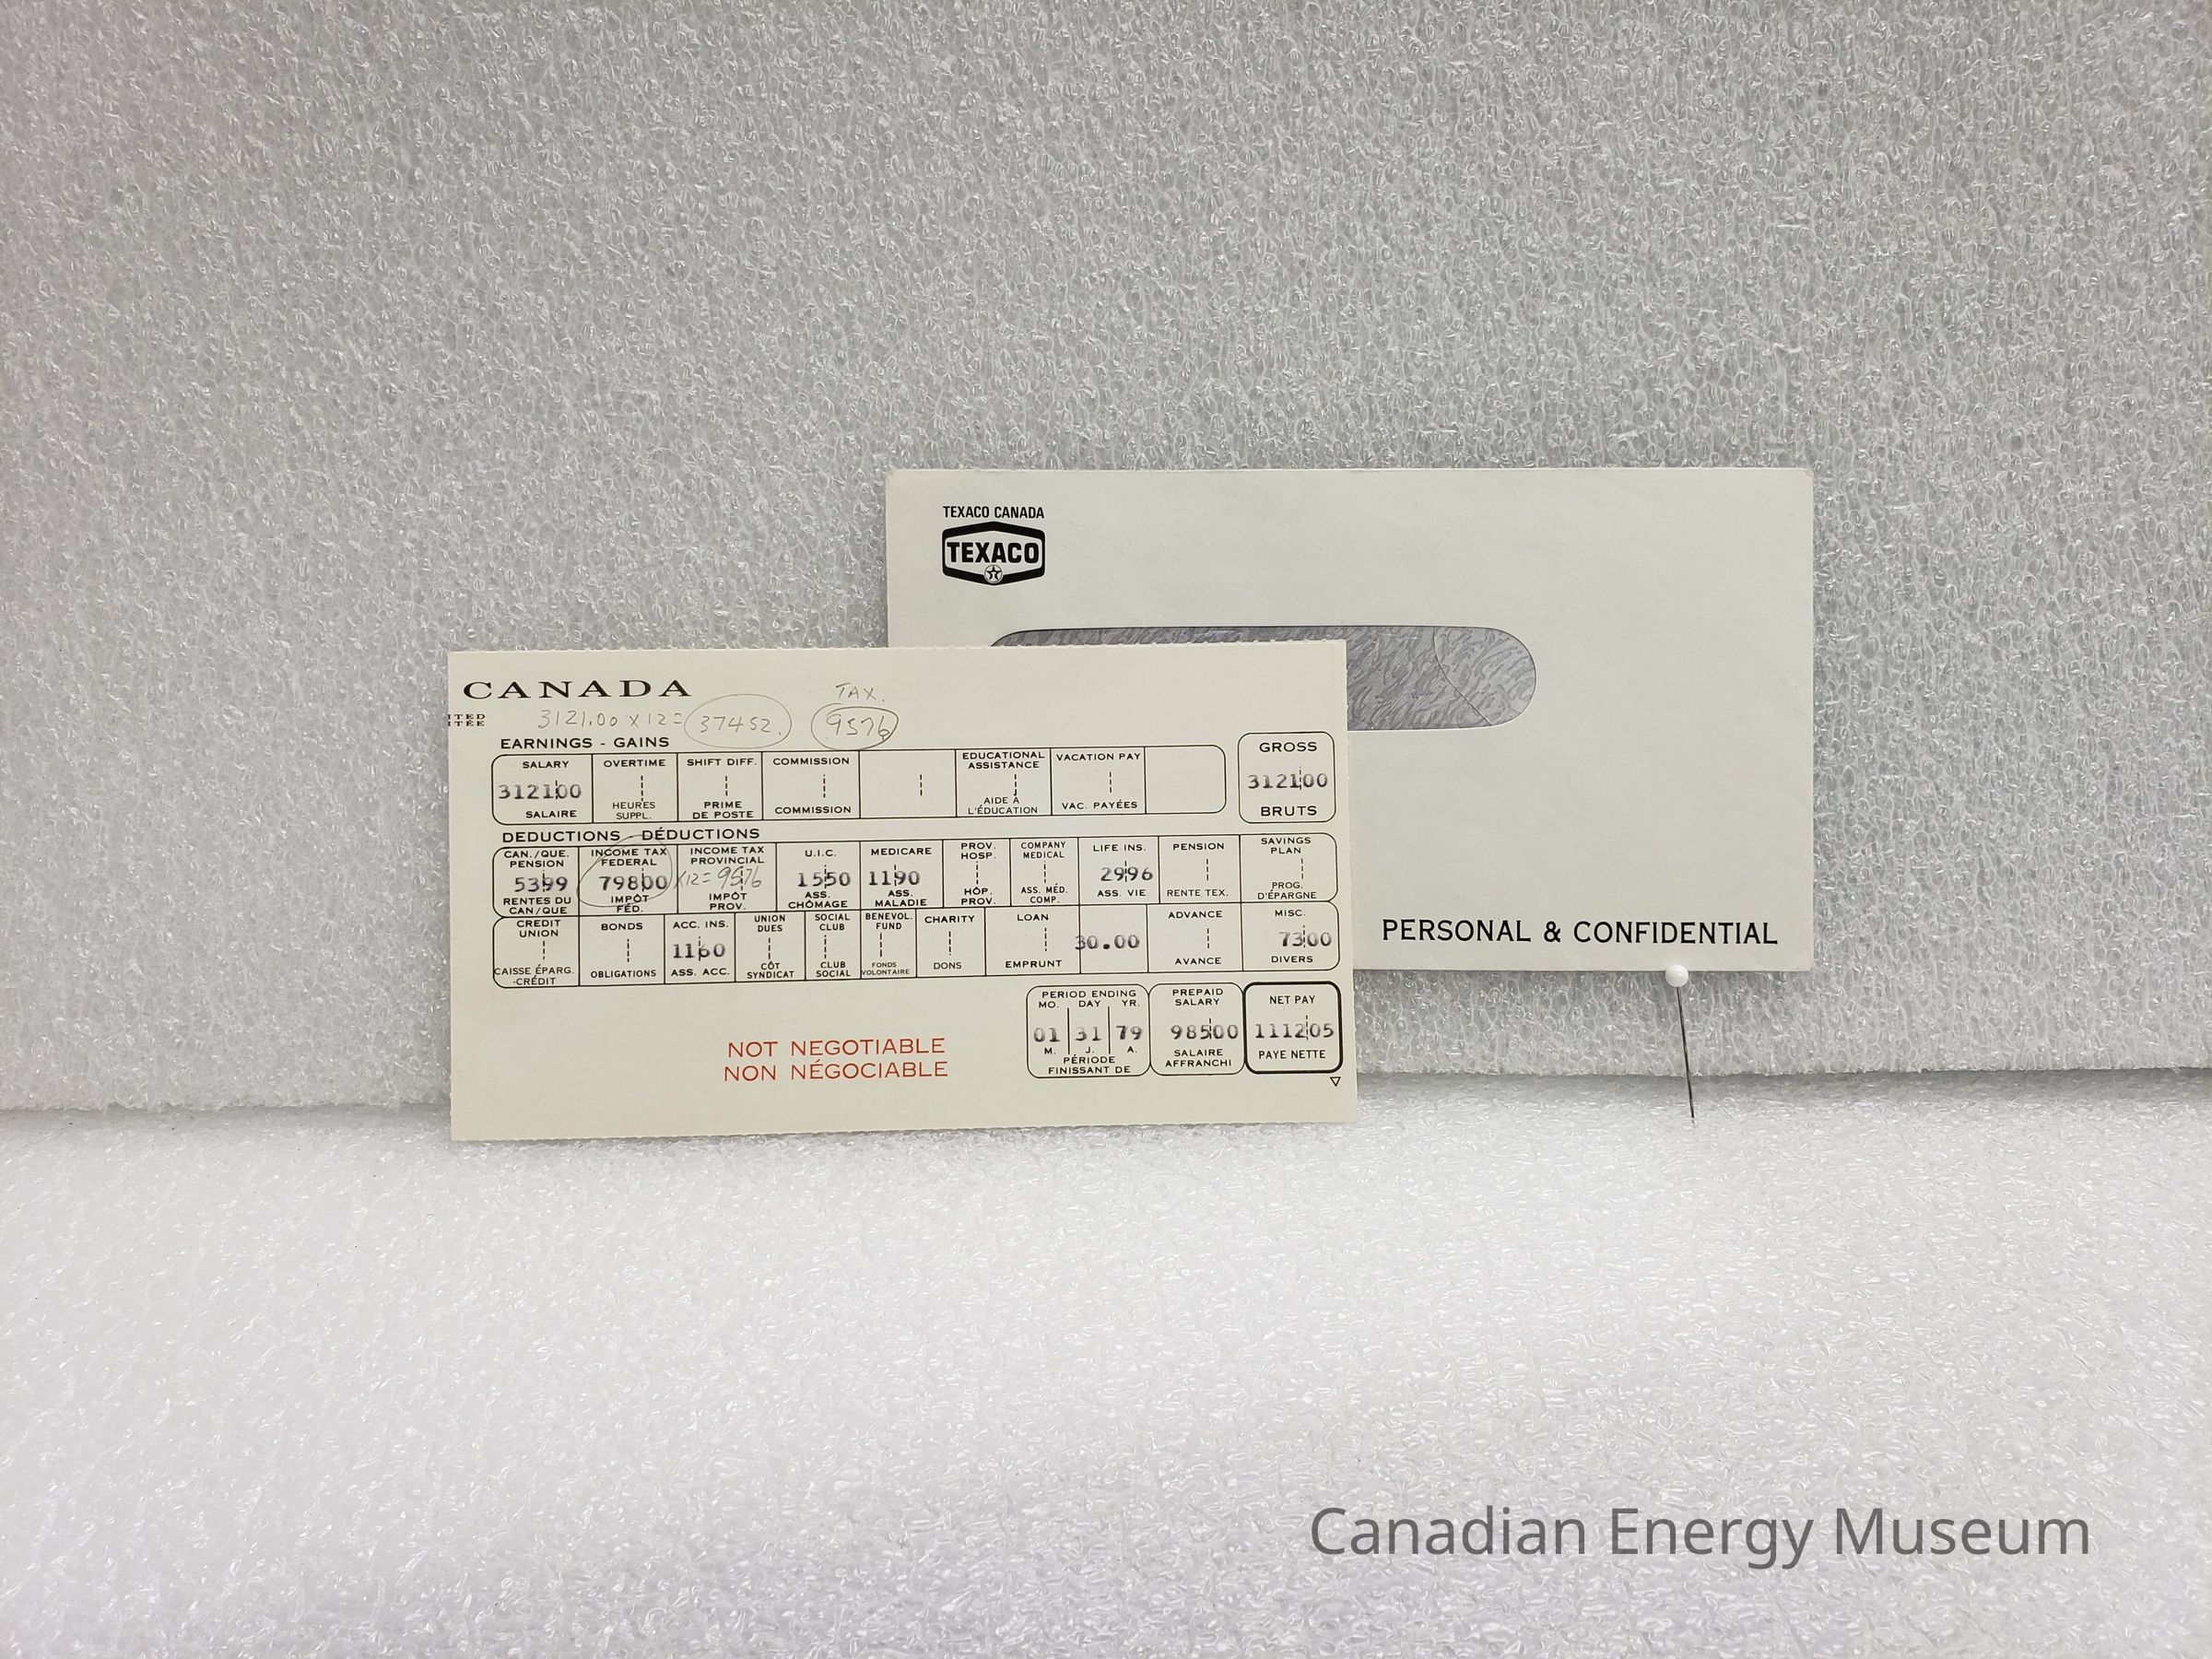 TEXACO CANADA
TEXACO
PERSONAL & CONFIDENTIAL
CANADA
ITED
ITÉE
TAX.
3121.00 X 12 = 37452. 9576
EARNINGS - GAINS
SALARY OVERTIME SHIFT DIFF. COMMISSION EDUCATIONAL ASSISTANCE VACATION PAY GROSS
3121 00 3121 00
SALAIRE HEURES SUPPL. PRIME DE POSTE COMMISSION AIDE À L'ÉDUCATION VAC. PAYÉES BRUTS
DEDUCTIONS - DÉDUCTIONS
CAN./QUE. PENSION INCOME TAX FEDERAL INCOME TAX PROVINCIAL U.I.C. MEDICARE PROV. HOSP. COMPANY MEDICAL LIFE INS. PENSION SAVINGS PLAN
53 99 798 00 X12= 9576 15 50 11 90 29 96
RENTES DU CAN/QUE IMPÔT FÉD. IMPÔT PROV. ASS. CHÔMAGE ASS. MALADIE HÔP. PROV. ASS. MÉD. COMP. ASS. VIE RENTE TEX. PROG. D'ÉPARGNE
CREDIT UNION BONDS ACC. INS. UNION DUES SOCIAL CLUB BENEVOL. FUND CHARITY LOAN ADVANCE MISC.
11 60 30.00 73 00
CAISSE ÉPARG. -CRÉDIT OBLIGATIONS ASS. ACC. CÔT SYNDICAT CLUB SOCIAL FONDS VOLONTAIRE DONS EMPRUNT AVANCE DIVERS
PERIOD ENDING PREPAID SALARY NET PAY
MO. DAY YR.
01 31 79 985 00 1112 05
M. J. A.
PÉRIODE FINISSANT DE SALAIRE AFFRANCHI PAYE NETTE
NOT NEGOTIABLE
NON NÉGOCIABLE
Canadian Energy Museum